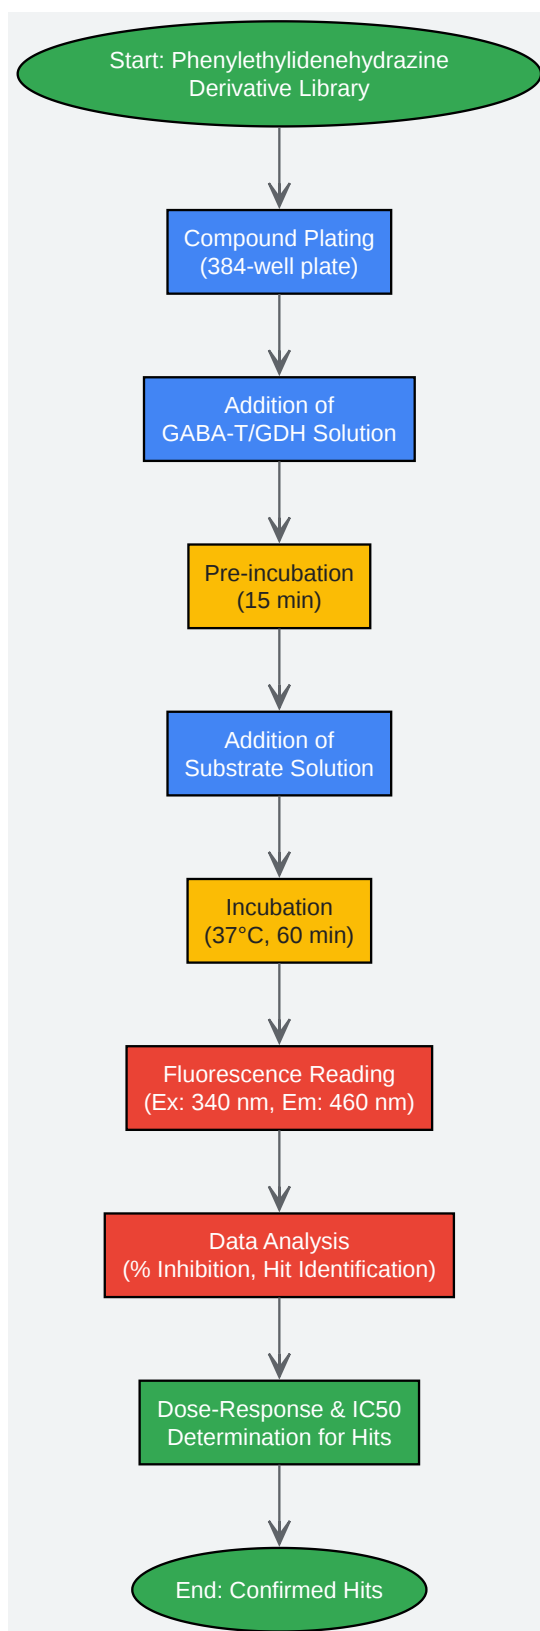 Start: Phenylethylidenehydrazine
Derivative Library
Compound Plating
(384-well plate)
Addition of
GABA-T/GDH Solution
Pre-incubation
(15 min)
Addition of
Substrate Solution
Incubation
(37°C, 60 min)
Fluorescence Reading
(Ex: 340 nm, Em: 460 nm)
Data Analysis
(% Inhibition, Hit Identification)
Dose-Response & IC50
Determination for Hits
End: Confirmed Hits